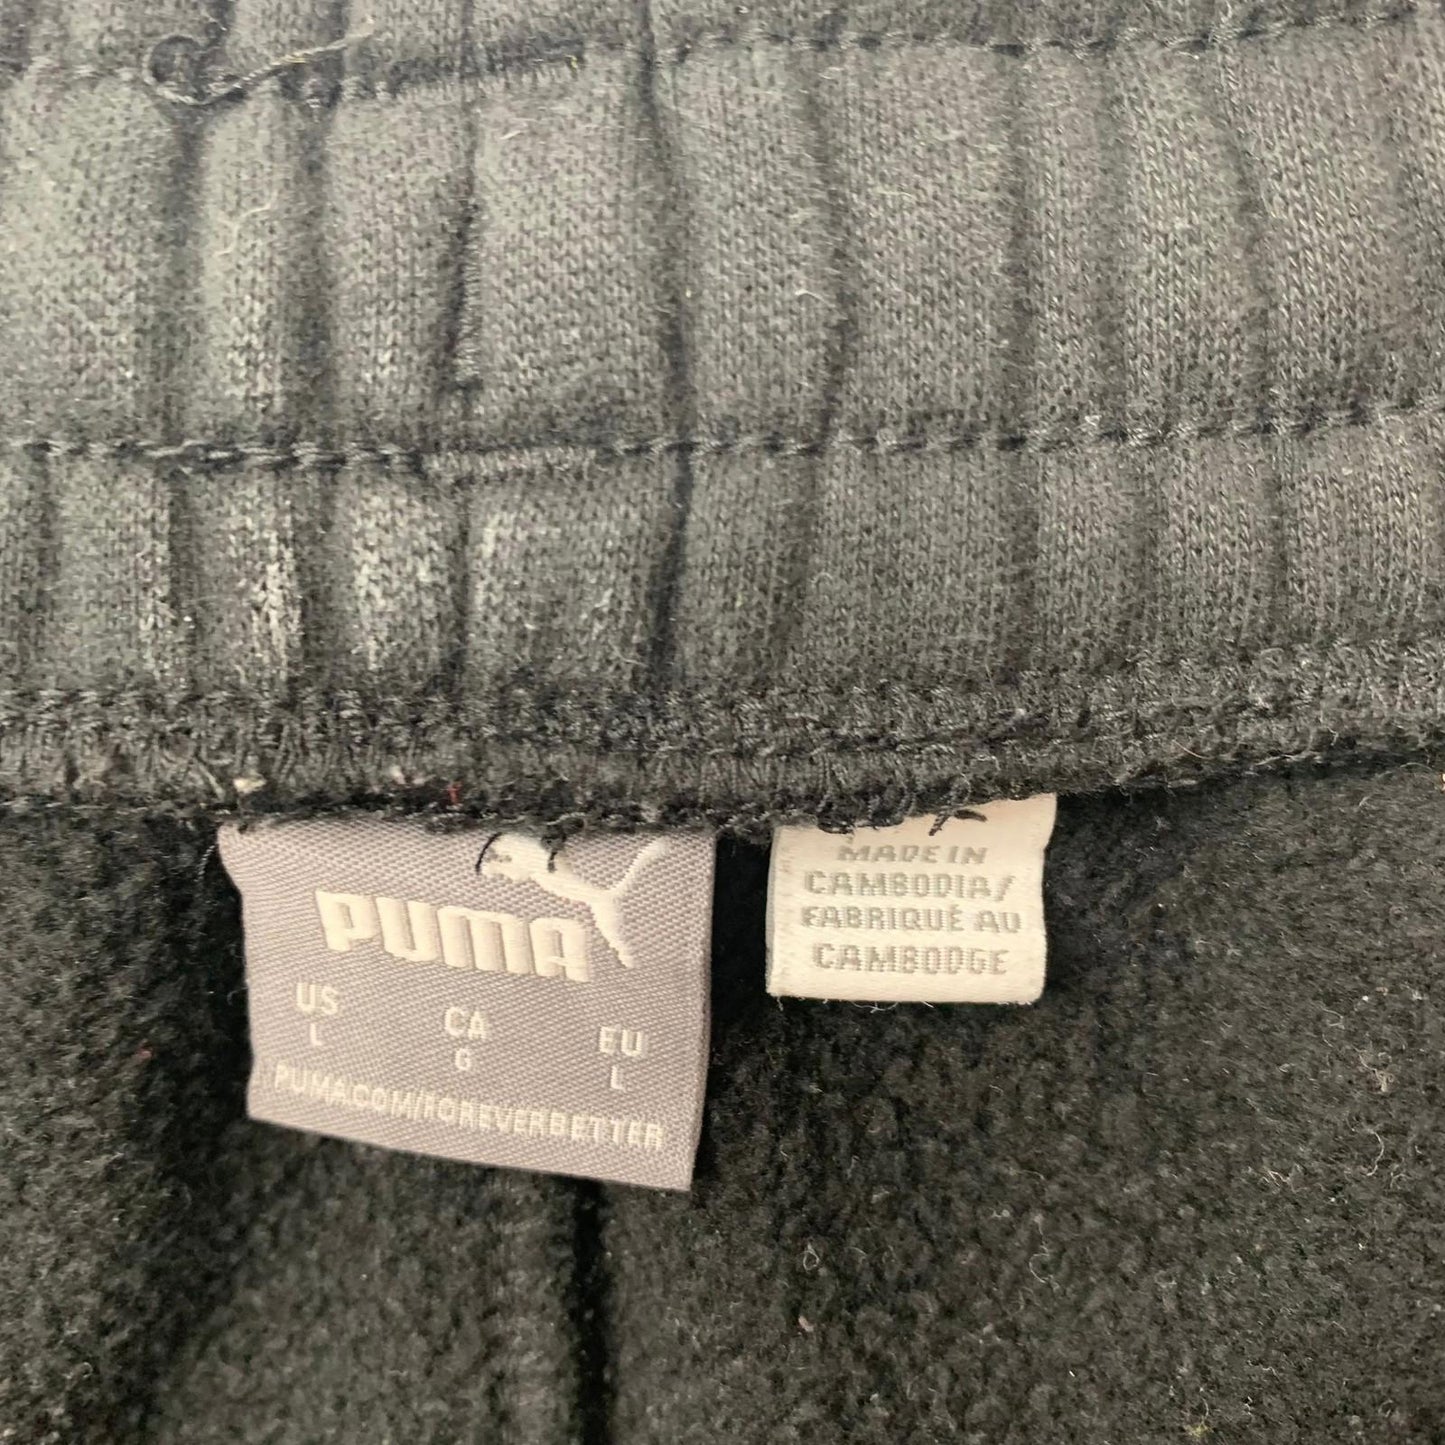 PUMA
US CA EU
L G L
PUMA.COM/FOREVERBETTER
MADE IN
CAMBODIA/
FABRIQUÉ AU
CAMBODGE